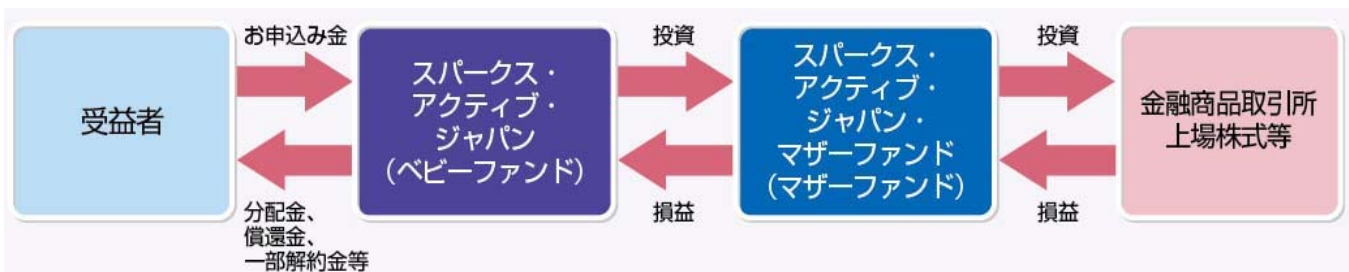 受益者
お申込み金
分配金、
償還金、
一部解約金等
スパークス・
アクティブ・
ジャパン
(ベビーファンド)
投資
損益
スパークス・
アクティブ・
ジャパン・
マザーファンド
(マザーファンド)
投資
損益
金融商品取引所
上場株式等